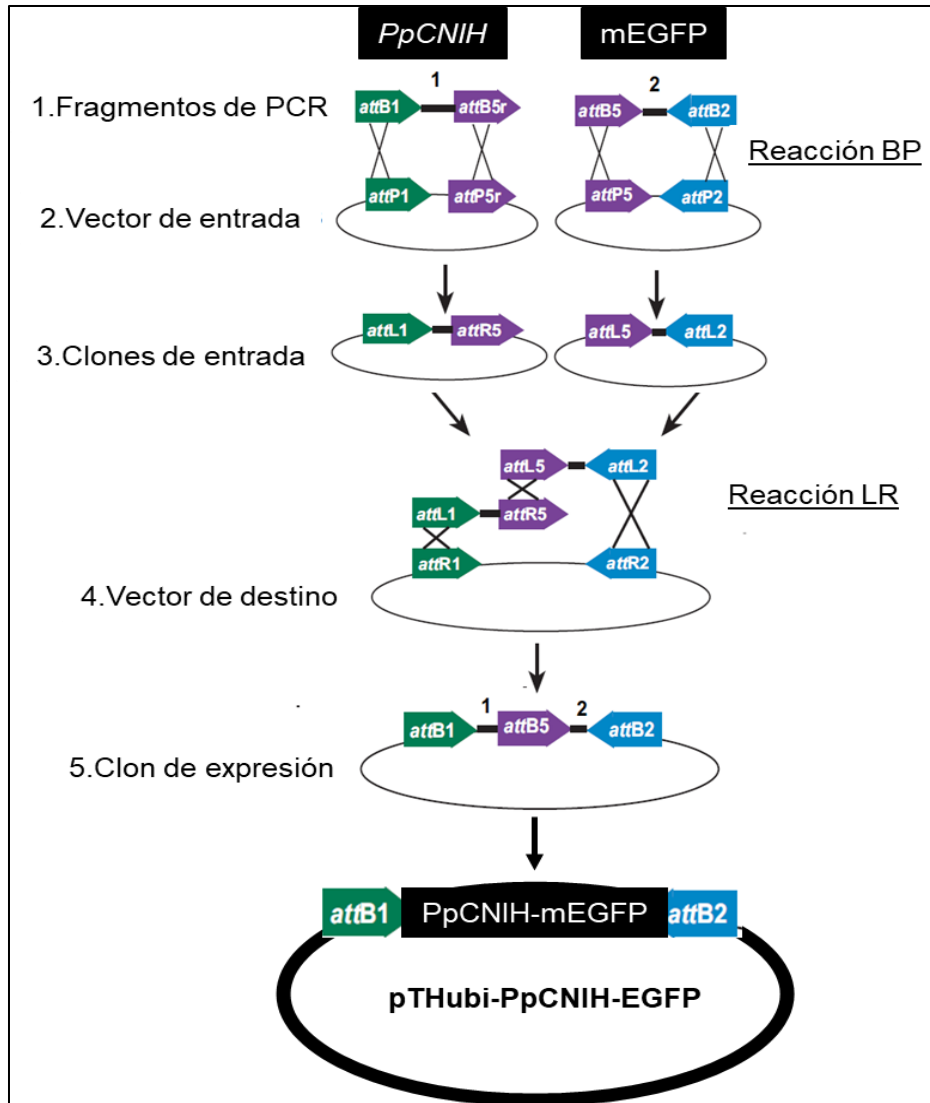 PpCNIH mEGFP
1 2
1.Fragmentos de PCR attB1 attB5r attB5 attB2
Reacción BP
attP1 attP5r attP5 attP2
2.Vector de entrada
attL1 attR5 attL5 attL2
3.Clones de entrada
attL5 attL2
Reacción LR
attL1 attR5
attR1 attR2
4.Vector de destino
1 2
attB1 attB5 attB2
5.Clon de expresión
attB1 PpCNIH-mEGFP attB2
pTHubi-PpCNIH-EGFP